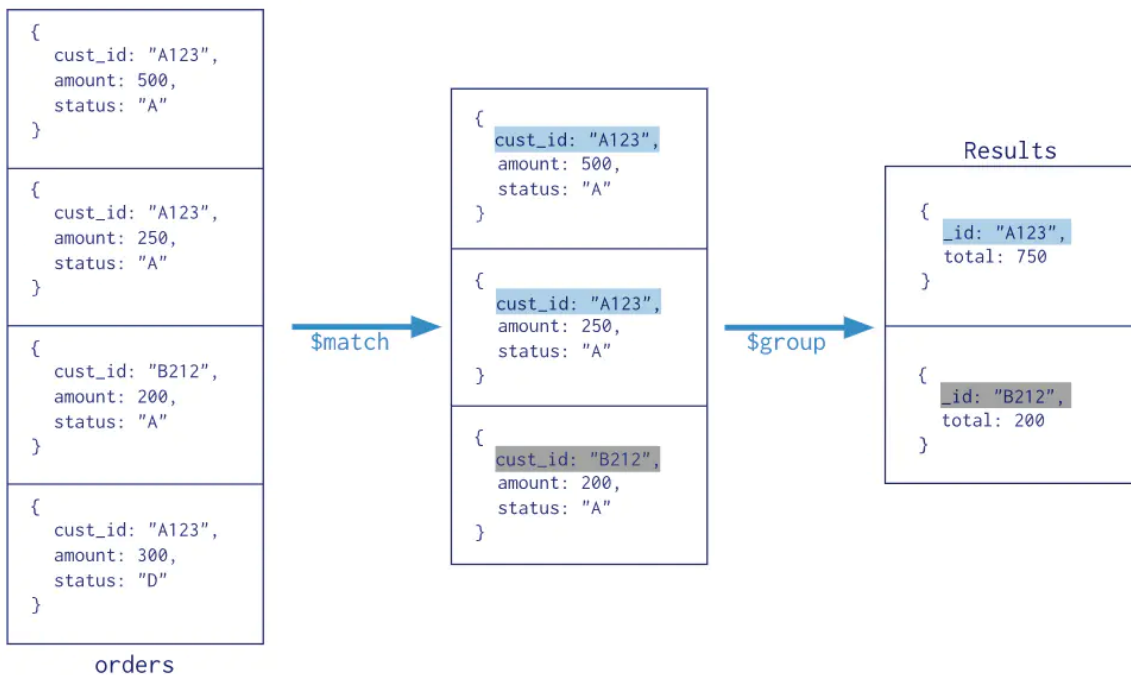 {
cust_id: "A123",
amount: 500,
status: "A"
}
{
cust_id: "A123",
amount: 250,
status: "A"
}
{
cust_id: "B212",
amount: 200,
status: "A"
}
{
cust_id: "A123",
amount: 300,
status: "D"
}
orders
$match
{
cust_id: "A123",
amount: 500,
status: "A"
}
{
cust_id: "A123",
amount: 250,
status: "A"
}
{
cust_id: "B212",
amount: 200,
status: "A"
}
$group
Results
{
_id: "A123",
total: 750
}
{
_id: "B212",
total: 200
}